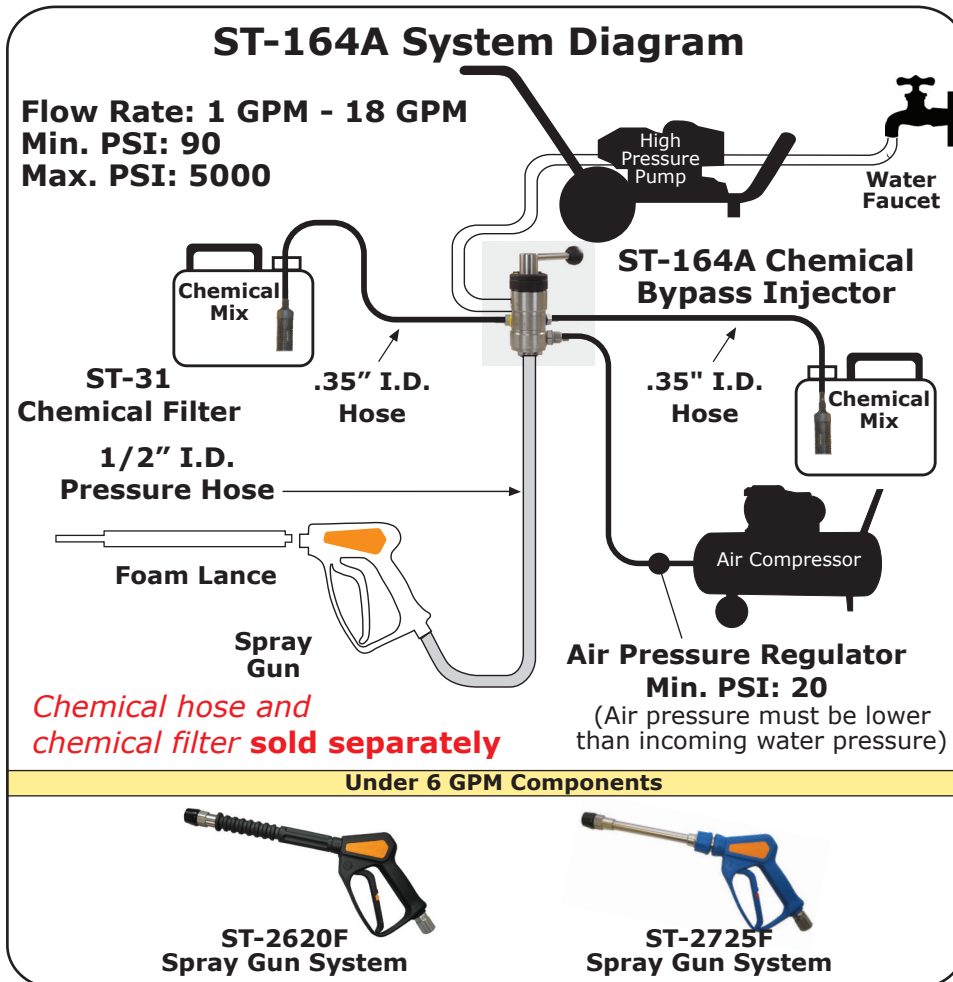 ST-164A System Diagram
Flow Rate: 1 GPM - 18 GPM
Min. PSI: 90
Max. PSI: 5000
High
Pressure
Pump
Water
Faucet
ST-164A Chemical
Bypass Injector
Chemical
Mix
ST-31
Chemical Filter
.35” I.D.
Hose
.35" I.D.
Hose
Chemical
Mix
1/2” I.D.
Pressure Hose
Foam Lance
Spray
Gun
Air Compressor
Air Pressure Regulator
Min. PSI: 20
(Air pressure must be lower
than incoming water pressure)
Chemical hose and
chemical filter sold separately
Under 6 GPM Components
ST-2620F
Spray Gun System
ST-2725F
Spray Gun System